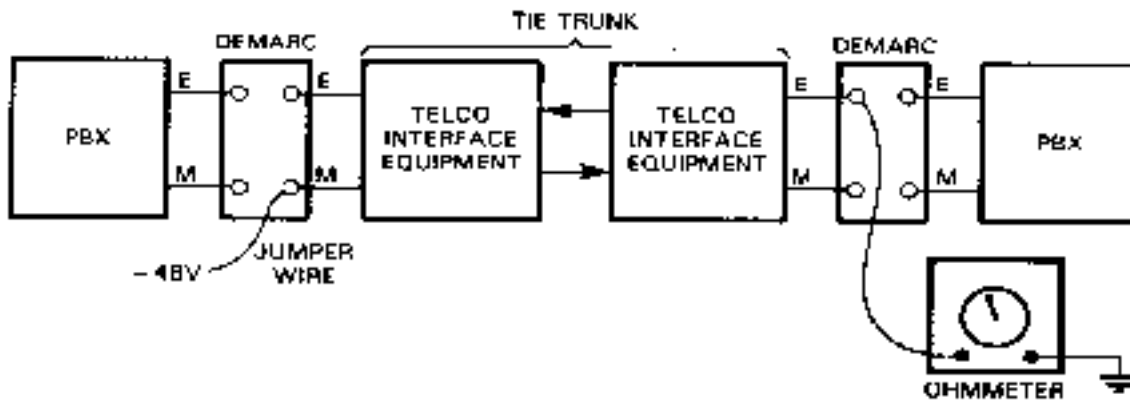 TIE TRUNK
DEMARC
DEMARC
E
E
E
E
PBX
TELCO
INTERFACE
EQUIPMENT
TELCO
INTERFACE
EQUIPMENT
PBX
M
M
M
M
-48V
JUMPER
WIRE
OHMMETER